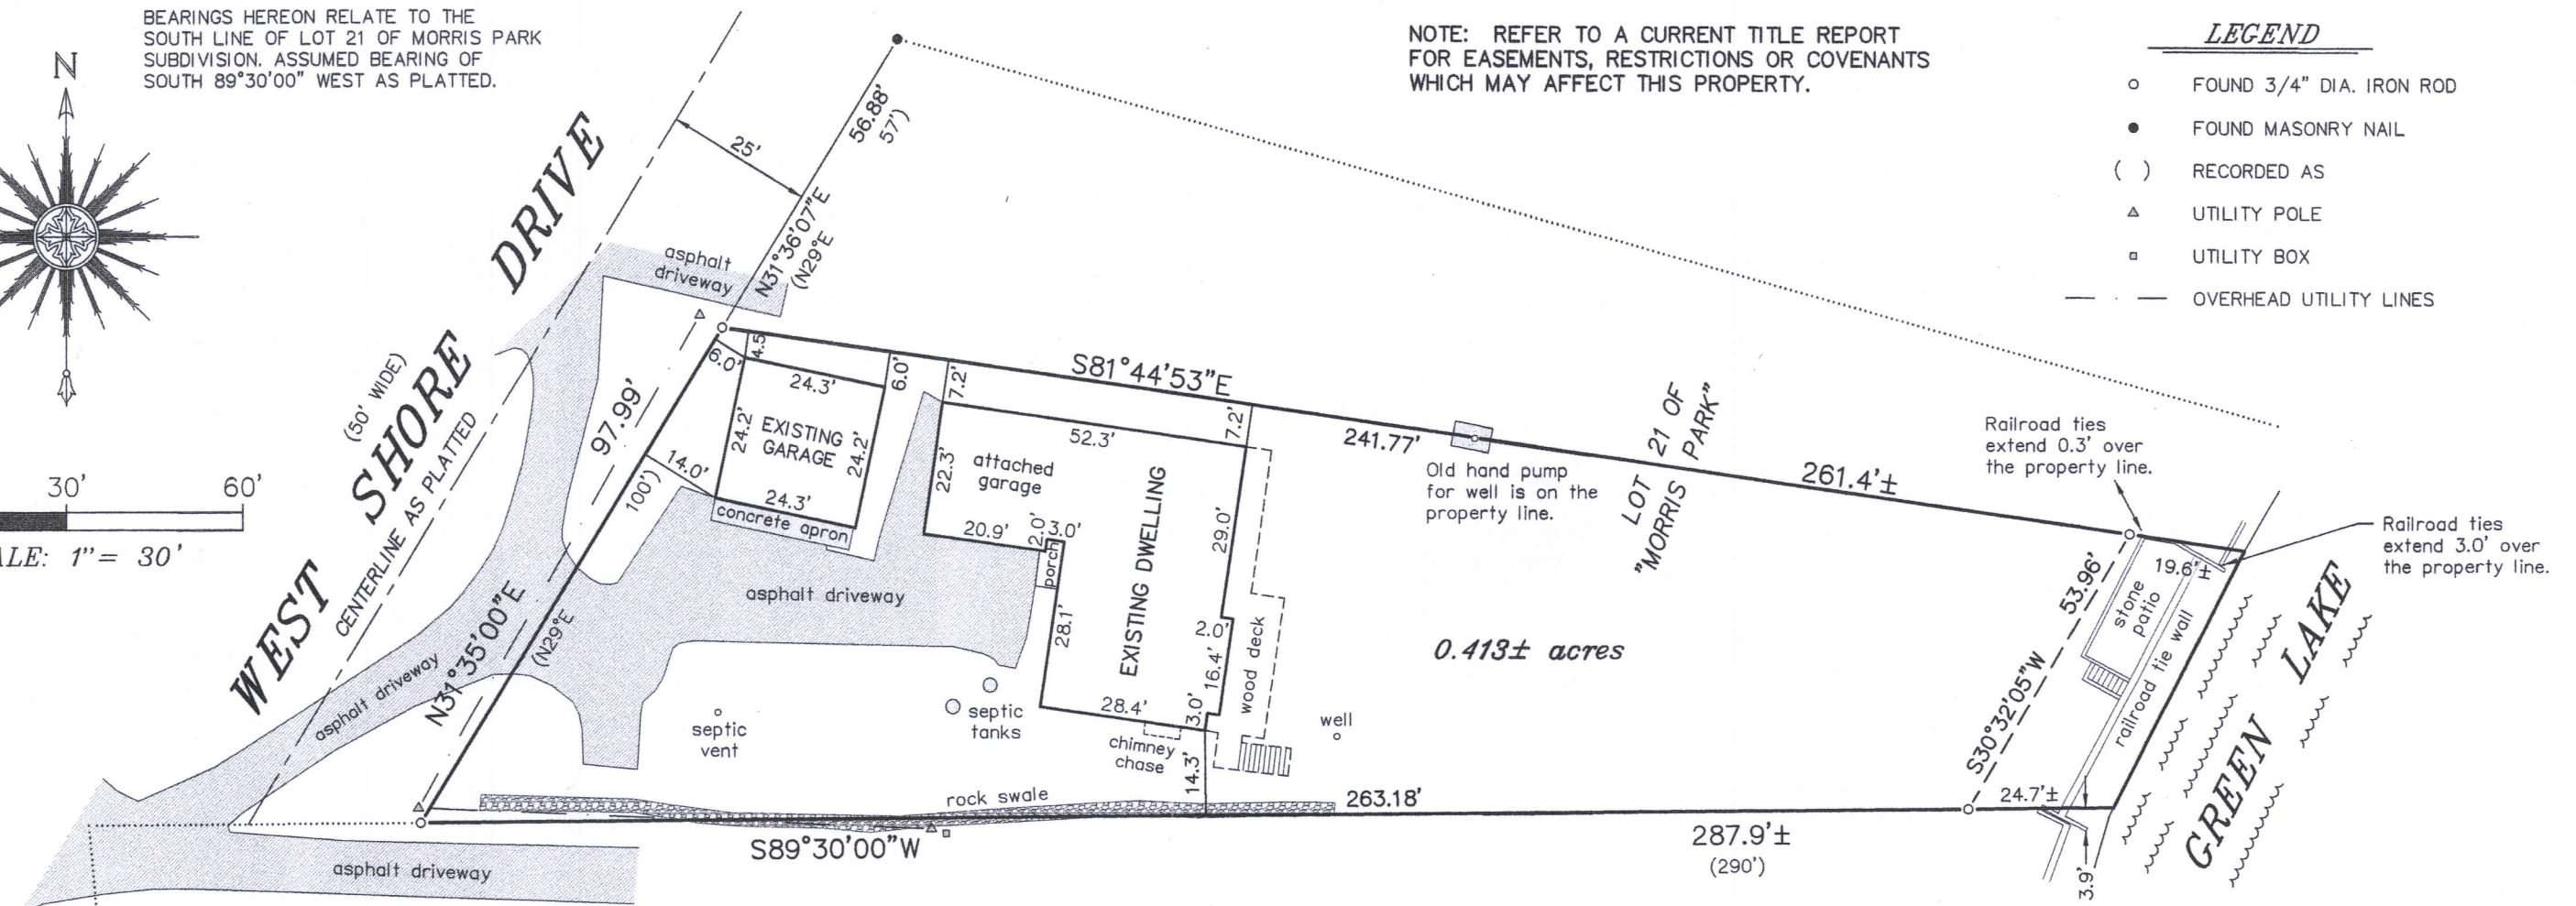 BEARINGS HEREON RELATE TO THE
SOUTH LINE OF LOT 21 OF MORRIS PARK
SUBDIVISION. ASSUMED BEARING OF
SOUTH 89°30'00" WEST AS PLATTED.
N
NOTE: REFER TO A CURRENT TITLE REPORT
FOR EASEMENTS, RESTRICTIONS OR COVENANTS
WHICH MAY AFFECT THIS PROPERTY.
LEGEND
FOUND 3/4" DIA. IRON ROD
FOUND MASONRY NAIL
( ) RECORDED AS
UTILITY POLE
UTILITY BOX
OVERHEAD UTILITY LINES
56.88'
57')
25'
N31°36'07"E
(N29°E
WEST SHORE DRIVE
(50' WIDE)
CENTERLINE AS PLATTED
30' 60'
ALE: 1"= 30'
asphalt
driveway
6.0'
4.5
24.3'
6.0'
7.2'
S81°44'53"E
24.2'
EXISTING
GARAGE
24.2'
24.3'
concrete apron
97.99'
100')
14.0'
N31°35'00"E
(N29°E
52.3'
7.2'
22.3'
attached
garage
20.9'
2.0'
3.0'
porch
28.1'
EXISTING DWELLING
29.0'
2.0'
16.4'
3.0'
28.4'
wood deck
chimney
chase
14.3'
241.77'
Old hand pump
for well is on the
property line.
LOT 21 OF
"MORRIS PARK"
261.4'±
Railroad ties
extend 0.3' over
the property line.
Railroad ties
extend 3.0' over
the property line.
19.6'±
53.96'
S30°32'05"W
stone
patio
railroad tie wall
GREEN LAKE
asphalt driveway
asphalt driveway
0.413± acres
septic
vent
septic
tanks
well
rock swale
263.18'
24.7'±
S89°30'00"W
287.9'±
(290')
3.9'
asphalt driveway